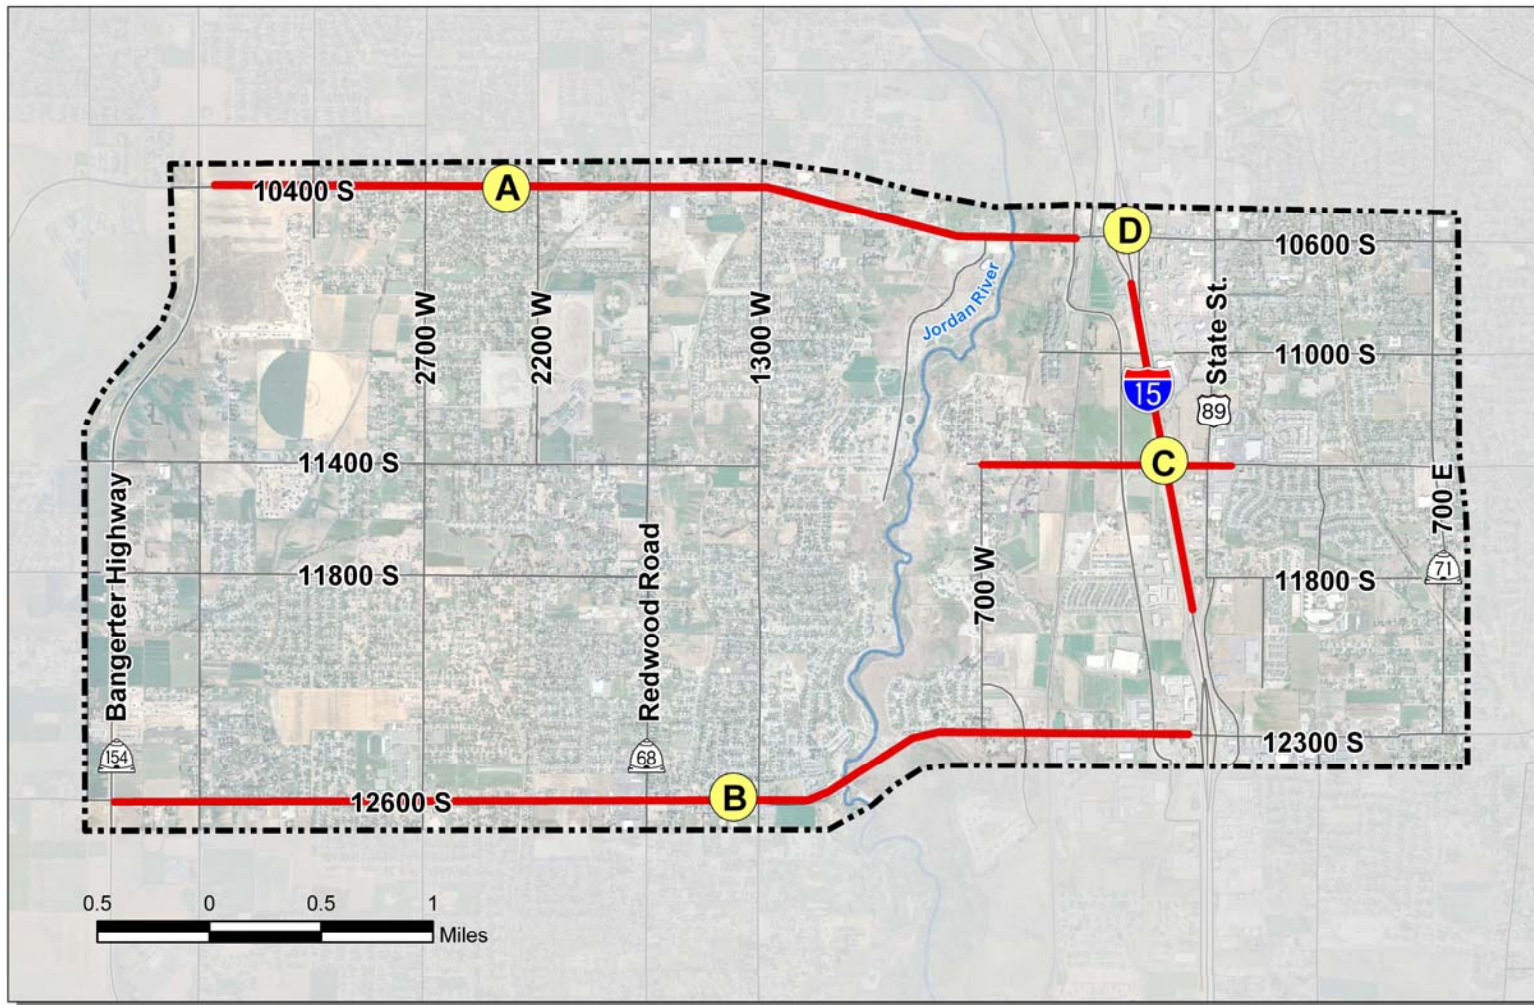 A
10400 S
D
10600 S
Jordan River
2700 W
2200 W
1300 W
State St.
11000 S
15
89
11400 S
C
700 E
Bangerter Highway
Redwood Road
11800 S
700 W
11800 S
71
154
68
12300 S
B
12600 S
0.5 0 0.5 1
Miles